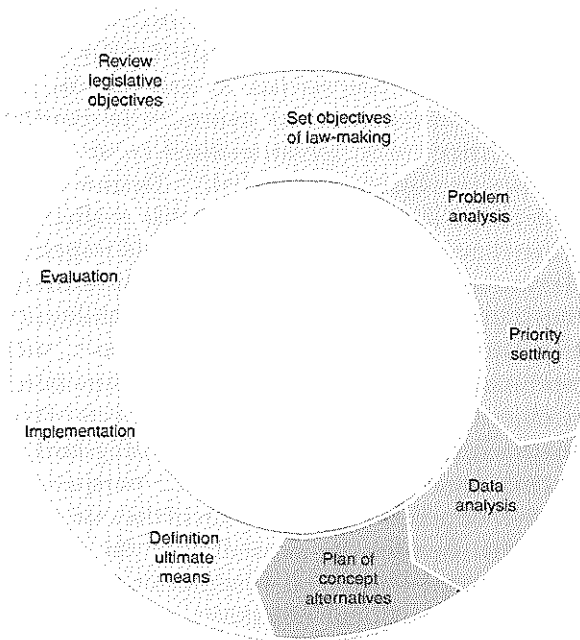 Review
legislative
objectives
Set objectives
of law-making
Problem
analysis
Priority
setting
Data
analysis
Plan of
concept
alternatives
Definition
ultimate
means
Implementation
Evaluation